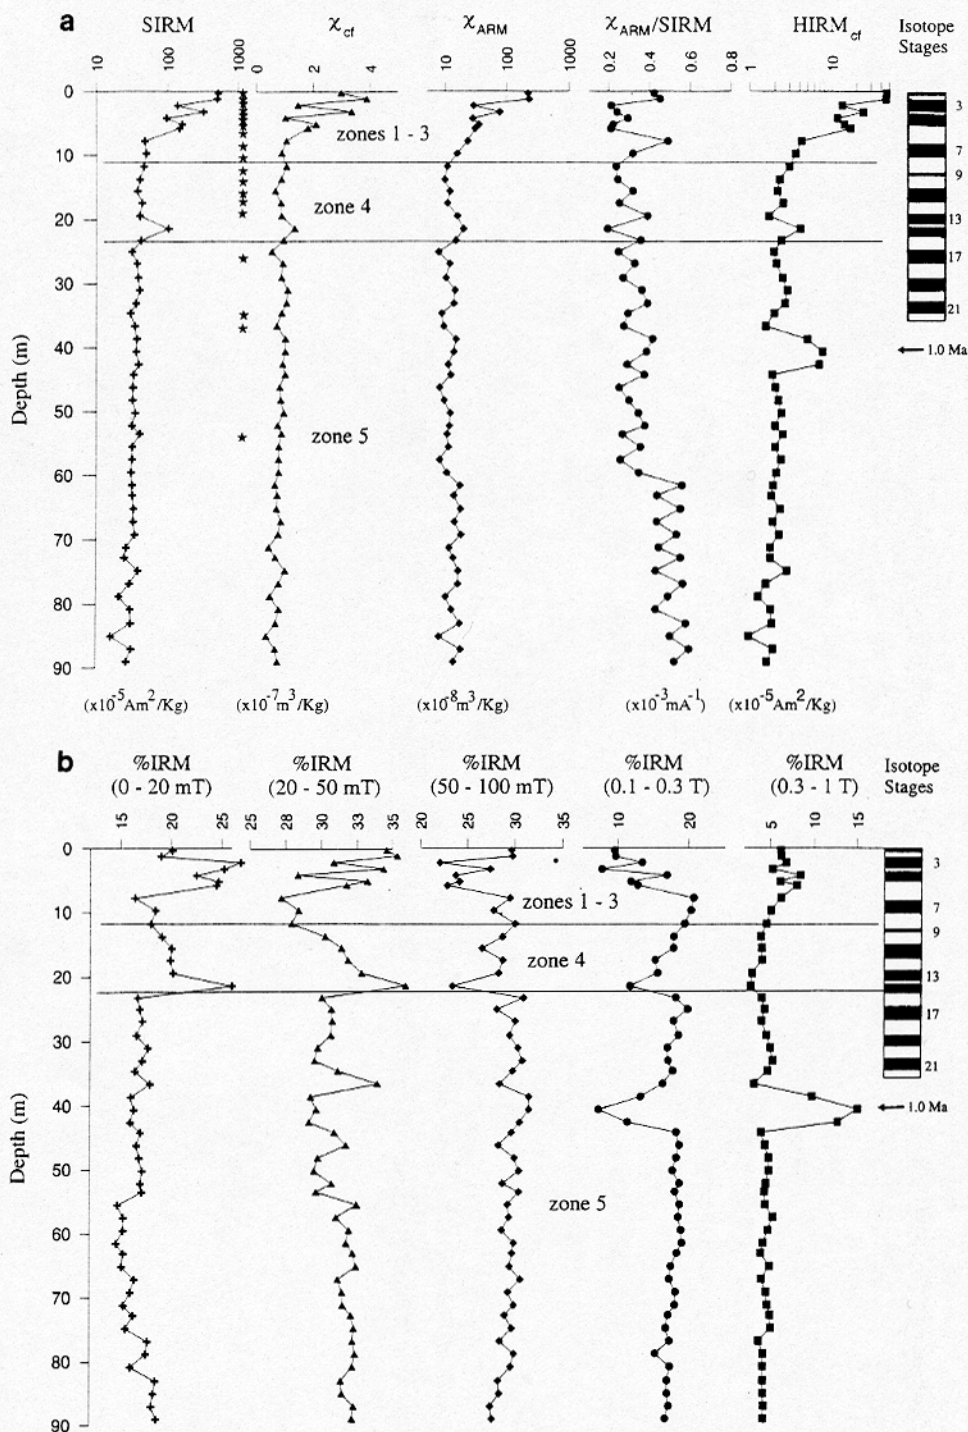 a
SIRM χcf χARM χARM/SIRM HIRMcf Isotope
Stages
10 100 1000 0 2 4 10 100 1000 0.2 0.4 0.6 0.8 1 10
0
3
zones 1 - 3
10
7
9
zone 4
20
13
17
30
21
40
1.0 Ma
Depth (m)
50
zone 5
60
70
80
90
(x10-5Am2/Kg) (x10-7m3/Kg) (x10-8m3/Kg) (x10-3mA-1) (x10-5Am2/Kg)
b
%IRM %IRM %IRM %IRM %IRM Isotope
(0 - 20 mT) (20 - 50 mT) (50 - 100 mT) (0.1 - 0.3 T) (0.3 - 1 T) Stages
15 20 25 25 28 30 33 35 20 25 30 35 10 20 5 10 15
0
3
zones 1 - 3
10
7
9
zone 4
20
13
17
30
21
40
1.0 Ma
Depth (m)
50
zone 5
60
70
80
90